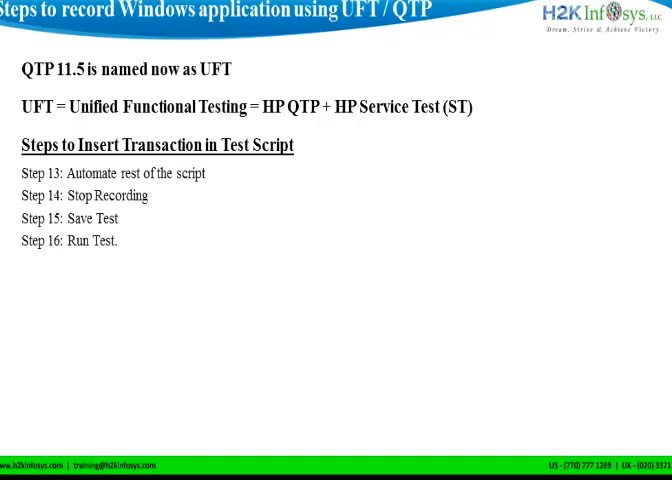 Steps to record Windows application using UFT / QTP
H2K Infosys, LLC
Dream, Strive & Achieve Victory
QTP 11.5 is named now as UFT
UFT = Unified Functional Testing = HP QTP + HP Service Test (ST)
Steps to Insert Transaction in Test Script
Step 13: Automate rest of the script
Step 14: Stop Recording
Step 15: Save Test
Step 16: Run Test.
ww.h2kinfosys.com | training@h2kinfosys.com
US - (770) 777 1269 | UK - (020) 3371